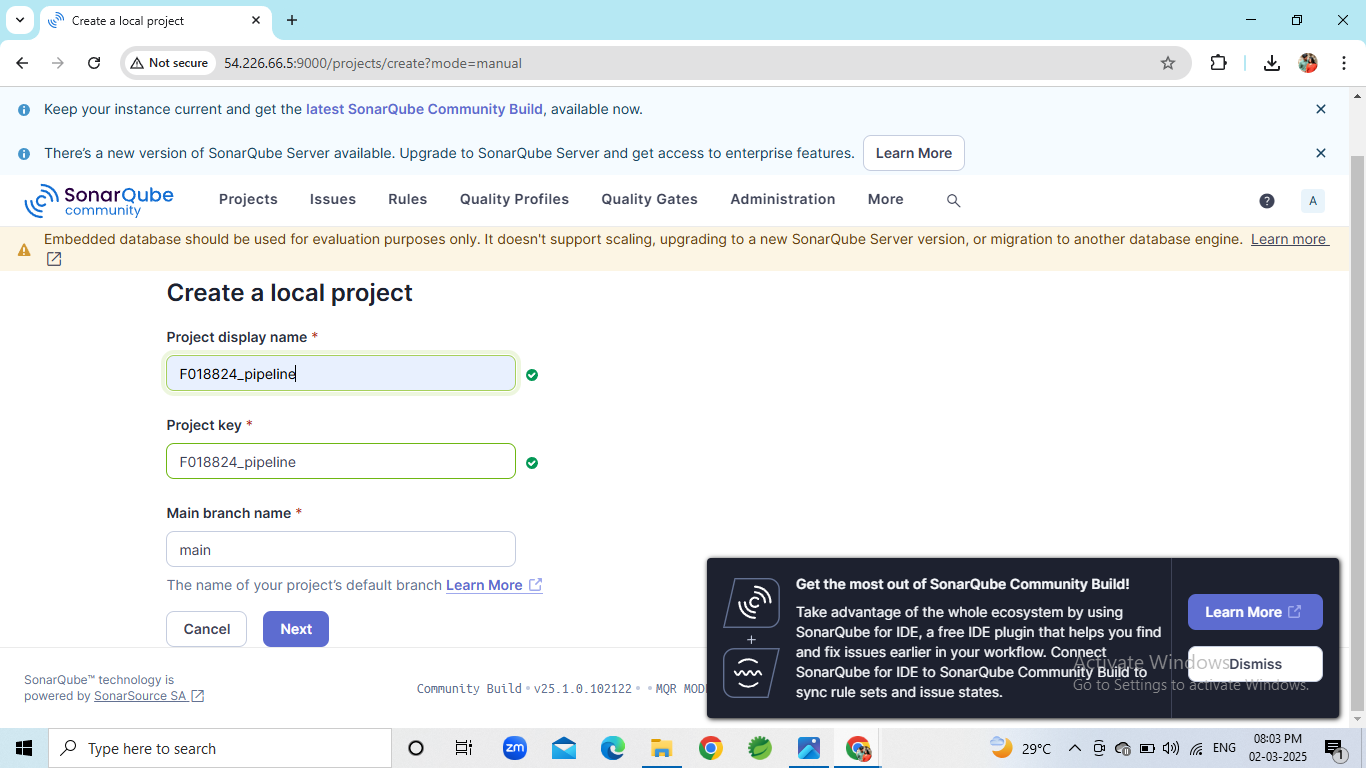 Create a local project
Not secure
54.226.66.5:9000/projects/create?mode=manual
Keep your instance current and get the latest SonarQube Community Build, available now.
There's a new version of SonarQube Server available. Upgrade to SonarQube Server and get access to enterprise features. Learn More
SonarQube
community
Projects Issues Rules Quality Profiles Quality Gates Administration More
A
Embedded database should be used for evaluation purposes only. It doesn't support scaling, upgrading to a new SonarQube Server version, or migration to another database engine. Learn more
Create a local project
Project display name *
F018824_pipeline
Project key *
F018824_pipeline
Main branch name *
main
The name of your project's default branch Learn More
Cancel Next
Get the most out of SonarQube Community Build!
Take advantage of the whole ecosystem by using
SonarQube for IDE, a free IDE plugin that helps you find
and fix issues earlier in your workflow. Connect
SonarQube for IDE to SonarQube Community Build to
sync rule sets and issue states.
Learn More
Dismiss
Activate Windows
Go to Settings to activate Windows.
SonarQube™ technology is
powered by SonarSource SA
Community Build • v25.1.0.102122 • • MQR MOD
Type here to search
zm
29°C
ENG
08:03 PM
02-03-2025
1